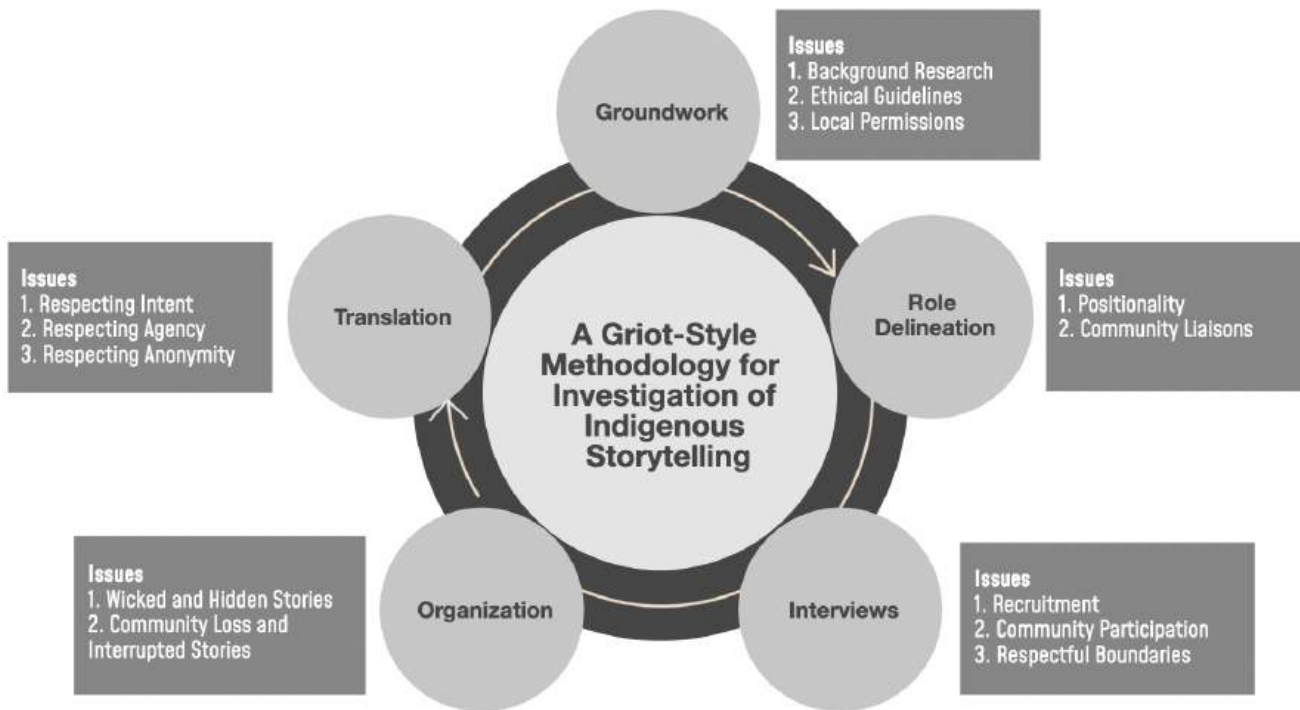 Groundwork
Issues
1. Background Research
2. Ethical Guidelines
3. Local Permissions
Role
Delineation
Issues
1. Positionality
2. Community Liaisons
Interviews
Issues
1. Recruitment
2. Community Participation
3. Respectful Boundaries
Organization
Issues
1. Wicked and Hidden Stories
2. Community Loss and
Interrupted Stories
Translation
Issues
1. Respecting Intent
2. Respecting Agency
3. Respecting Anonymity
A Griot-Style
Methodology for
Investigation of
Indigenous
Storytelling